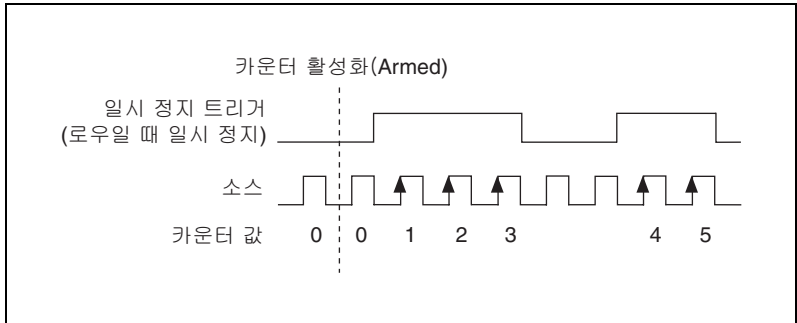 카운터 활성화(Armed)
일시 정지 트리거
(로우일 때 일시 정지)
소스
카운터 값 0 0 1 2 3 4 5